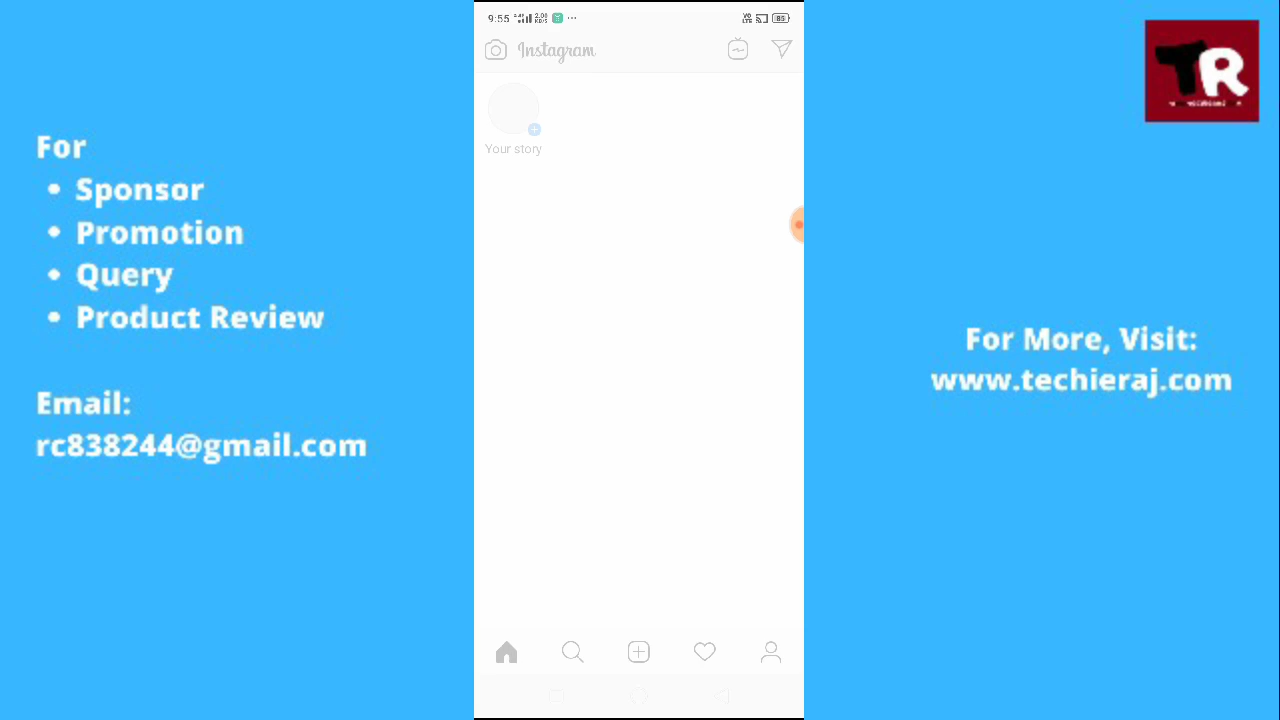 For
Sponsor
Promotion
Query
Product Review
Email:
rc838244@gmail.com
9:55
85
Instagram
Your story
TR
For More, Visit:
www.techieraj.com